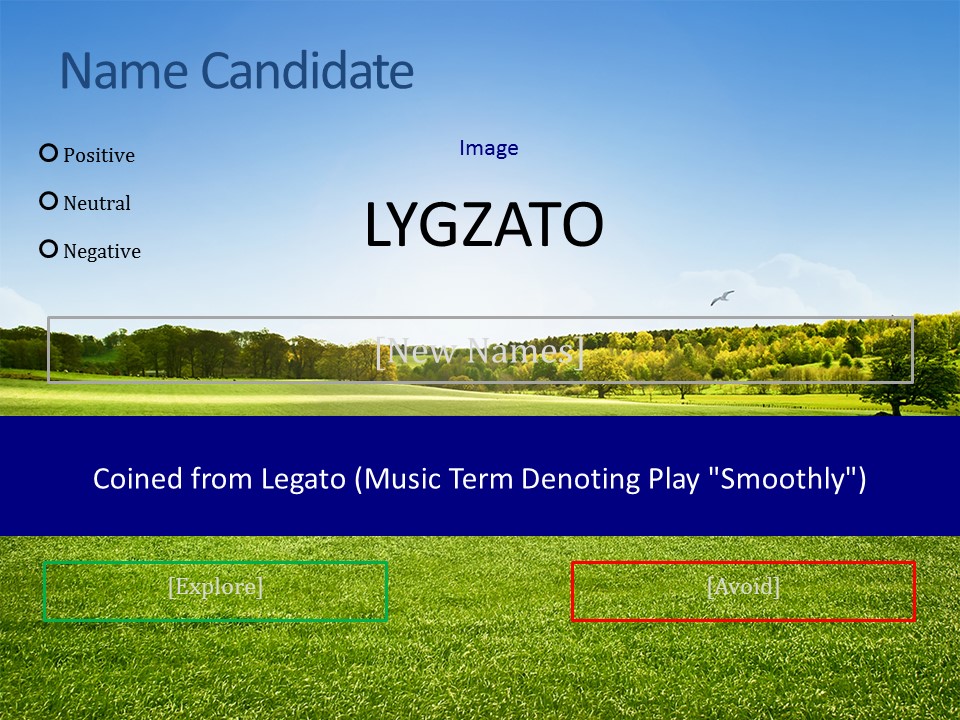 Name Candidate
Positive
Neutral
Negative
Image
LYGZATO
[New Names]
Coined from Legato (Music Term Denoting Play "Smoothly")
[Explore]
[Avoid]